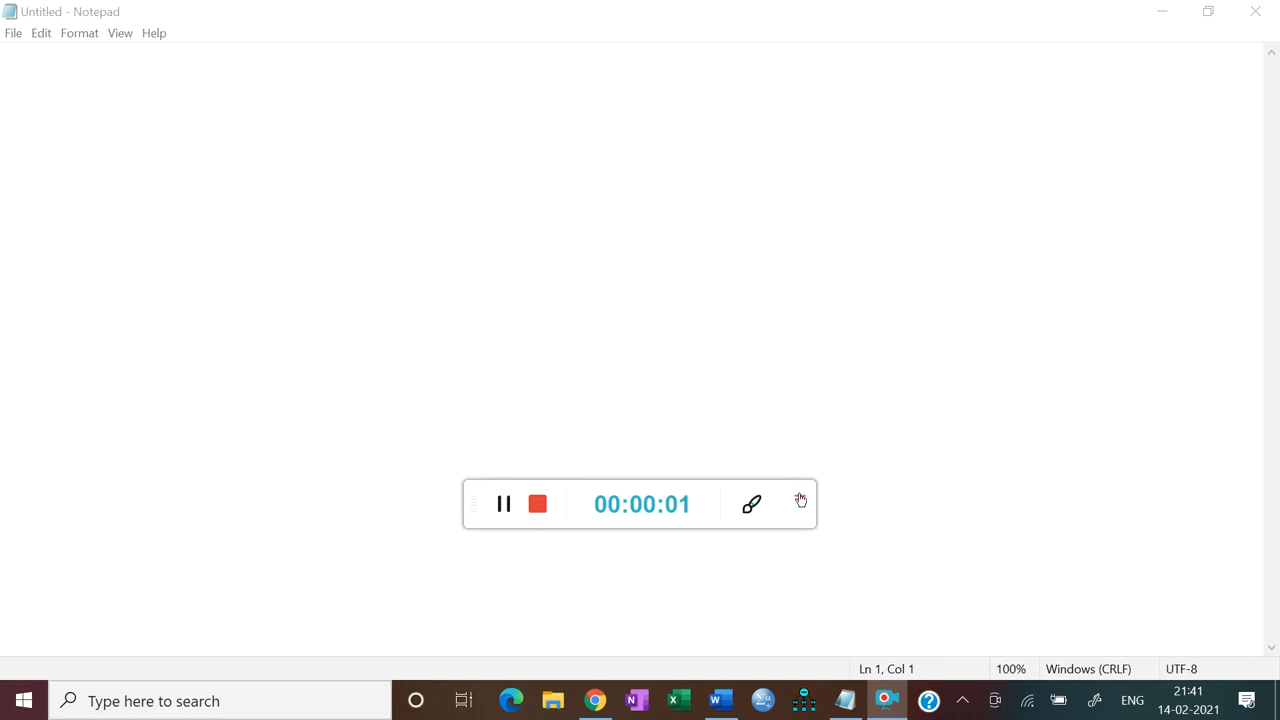 Untitled - Notepad
File Edit Format View Help
00:00:01
Ln 1, Col 1 100% Windows (CRLF) UTF-8
Type here to search
ENG
21:41
14-02-2021